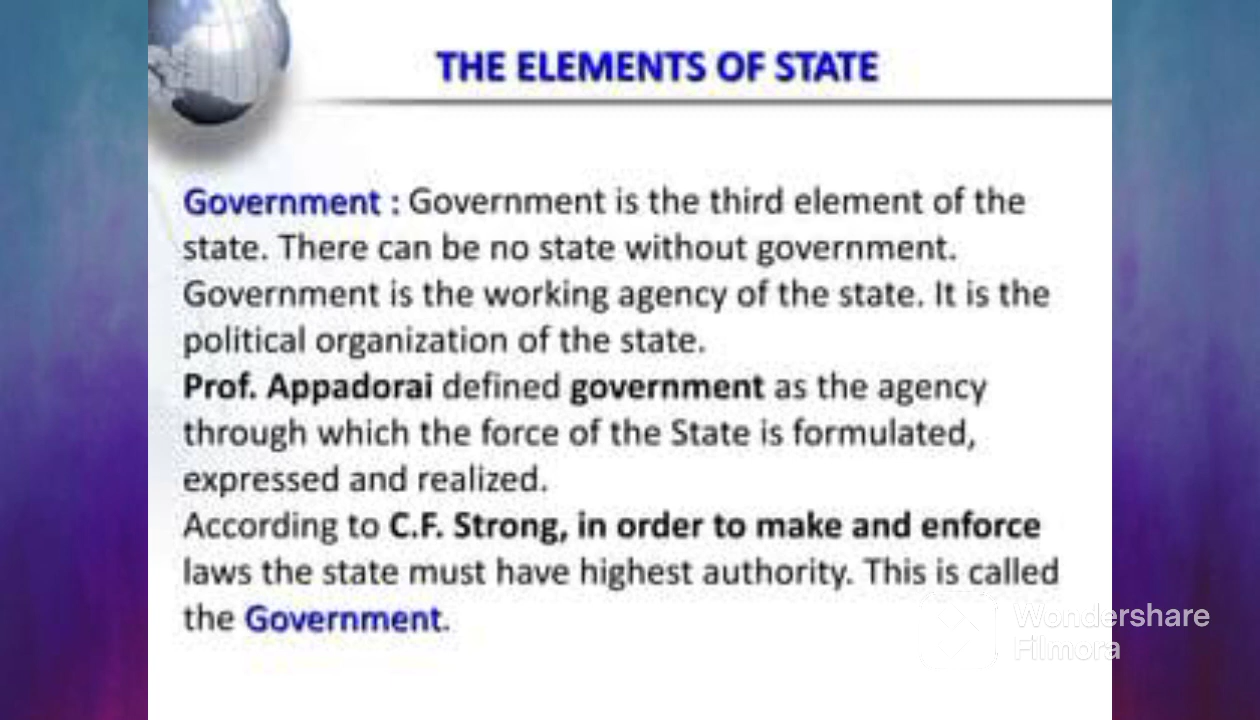 THE ELEMENTS OF STATE
Government : Government is the third element of the
state. There can be no state without government.
Government is the working agency of the state. It is the
political organization of the state.
Prof. Appadorai defined government as the agency
through which the force of the State is formulated,
expressed and realized.
According to C.F. Strong, in order to make and enforce
laws the state must have highest authority. This is called
the Government.
Wondershare
Filmora